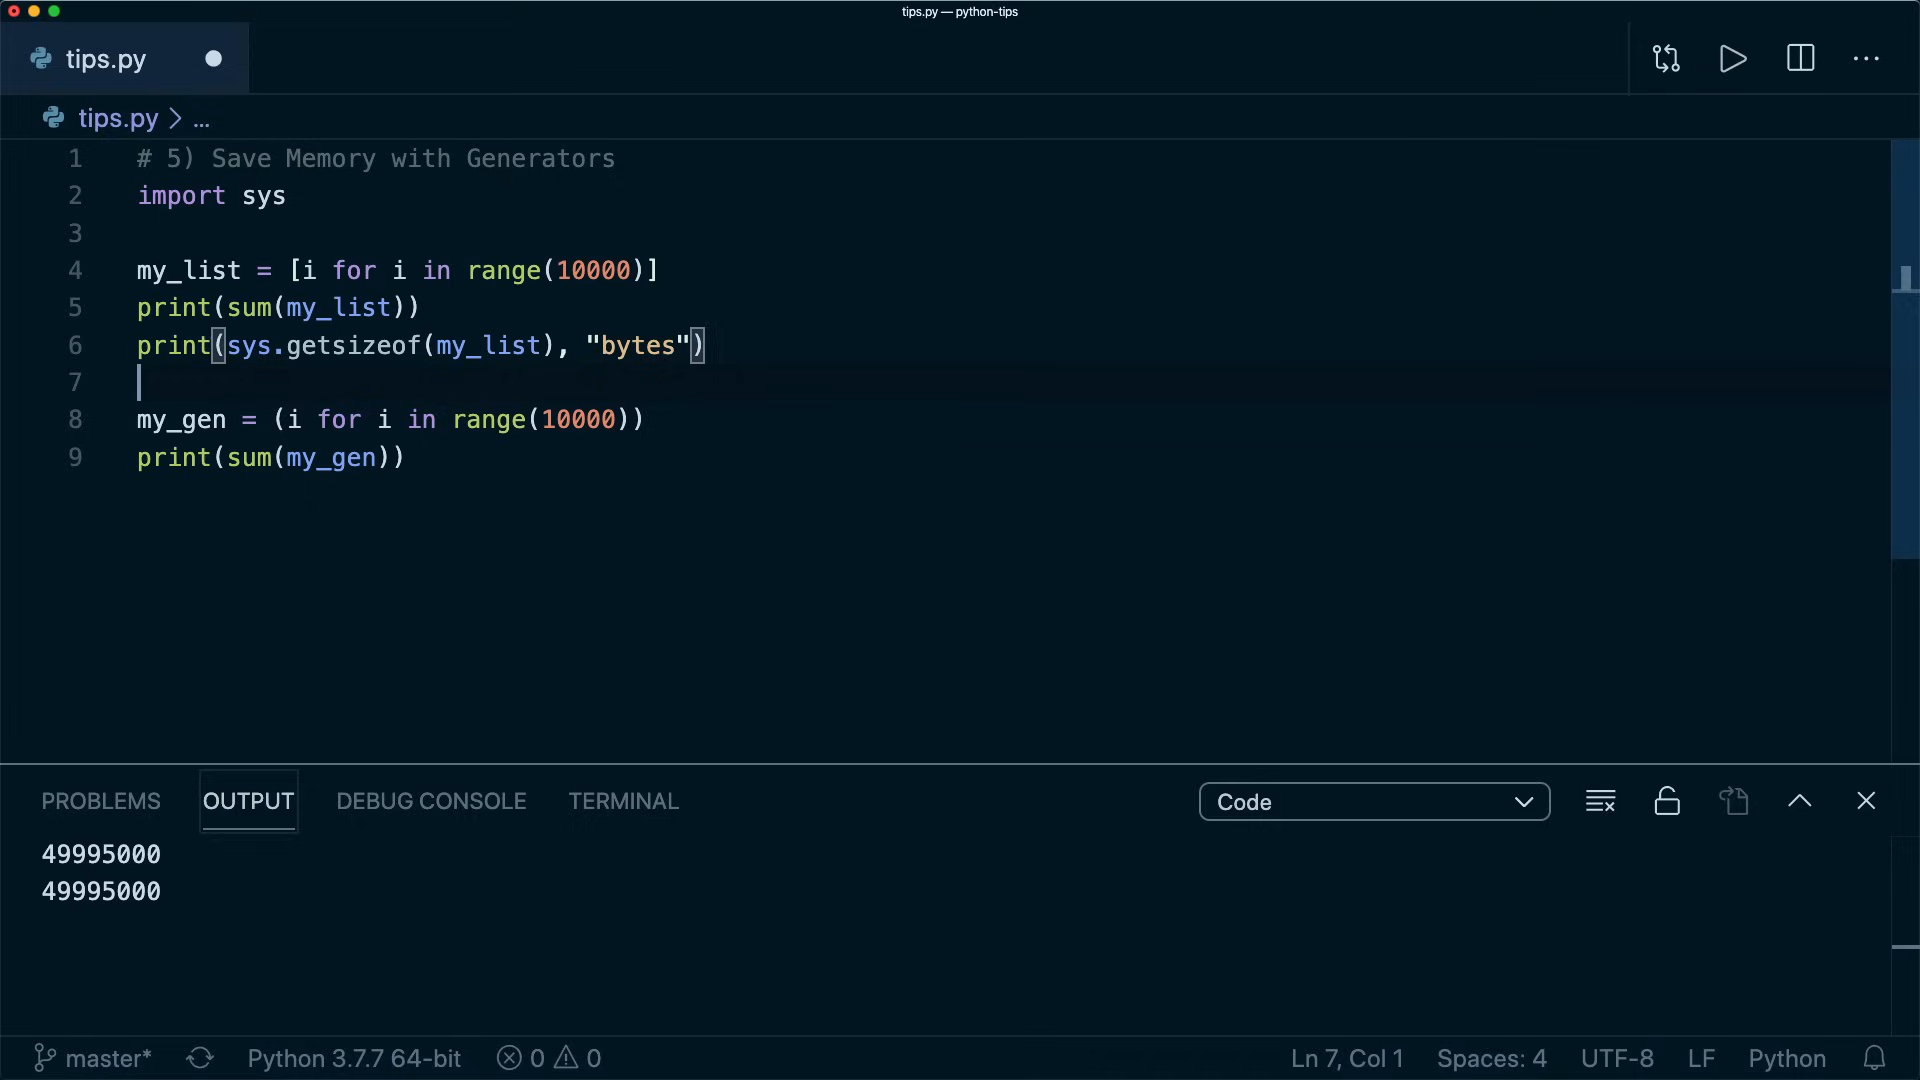 tips.py — python-tips
tips.py
tips.py > ...
1 # 5) Save Memory with Generators
2 import sys
3
4 my_list = [i for i in range(10000)]
5 print(sum(my_list))
6 print(sys.getsizeof(my_list), "bytes")
7
8 my_gen = (i for i in range(10000))
9 print(sum(my_gen))
PROBLEMS OUTPUT DEBUG CONSOLE TERMINAL Code
49995000
49995000
master* Python 3.7.7 64-bit 0 0 Ln 7, Col 1 Spaces: 4 UTF-8 LF Python